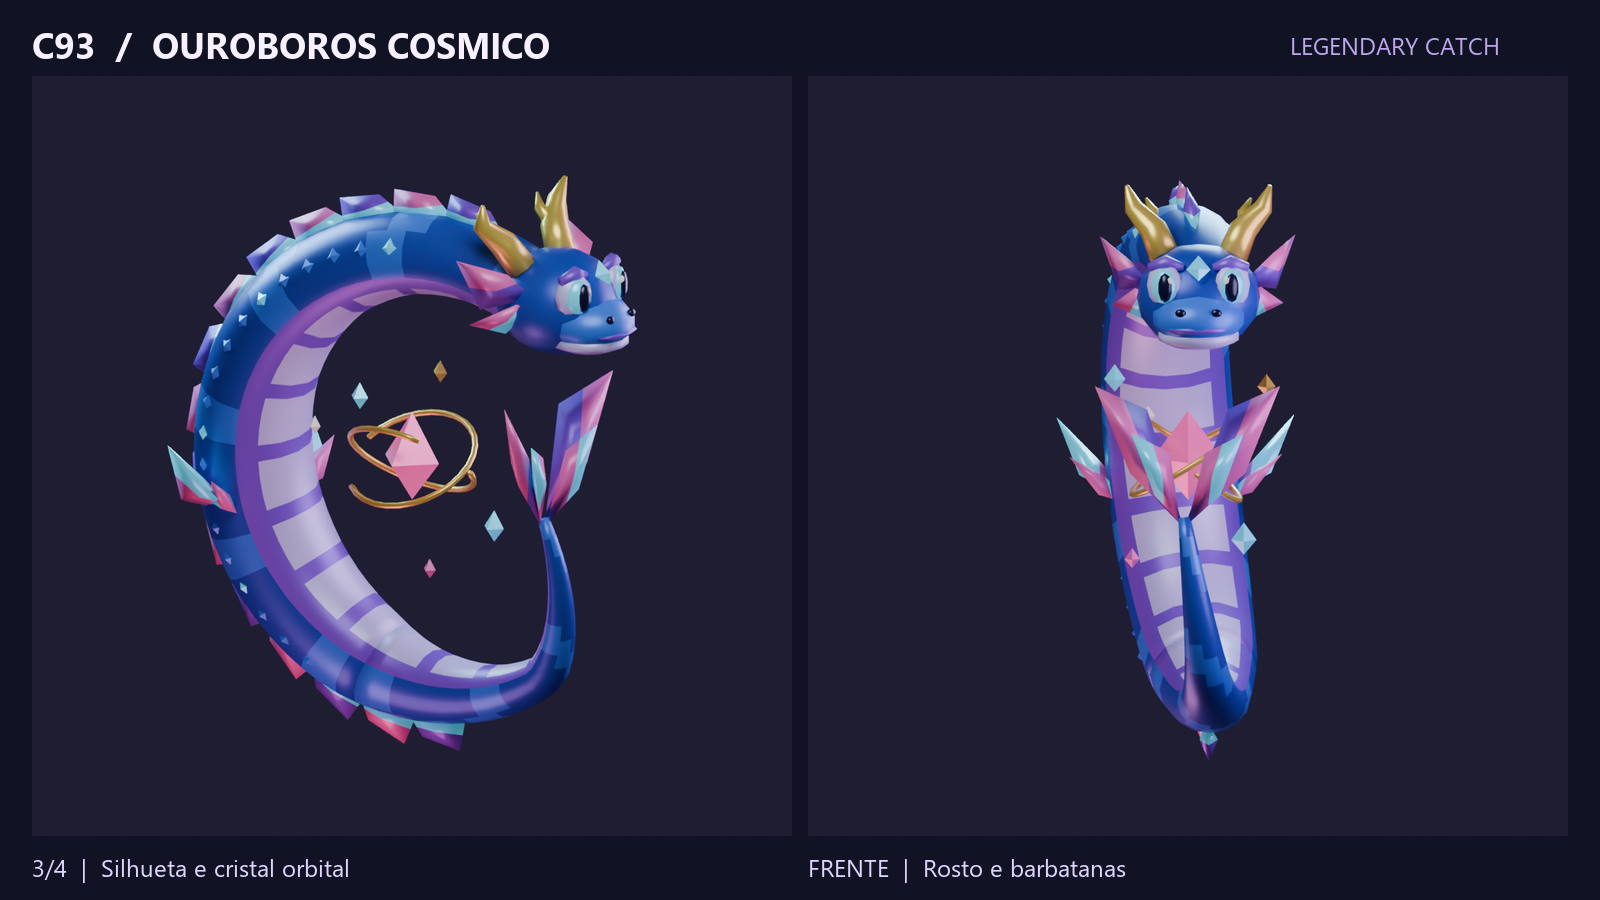 C93 / OUROBOROS COSMICO
LEGENDARY CATCH
3/4 | Silhueta e cristal orbital
FRENTE | Rosto e barbatanas